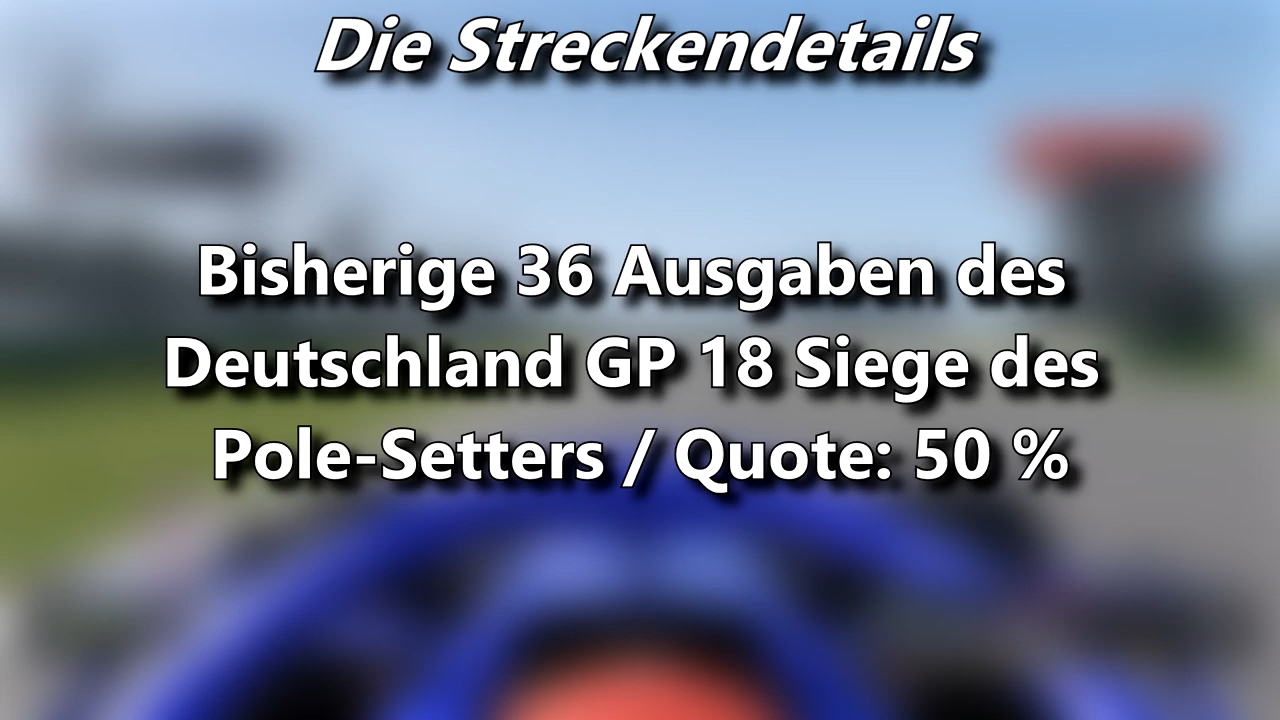 Die Streckendetails
Bisherige 36 Ausgaben des
Deutschland GP 18 Siege des
Pole-Setters / Quote: 50 %